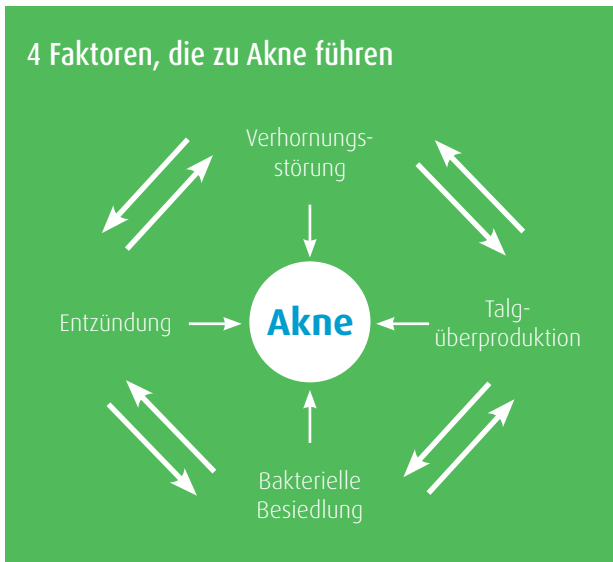 4 Faktoren, die zu Akne führen
Verhornungs-
störung
Entzündung
Akne
Talg-
überproduktion
Bakterielle
Besiedlung